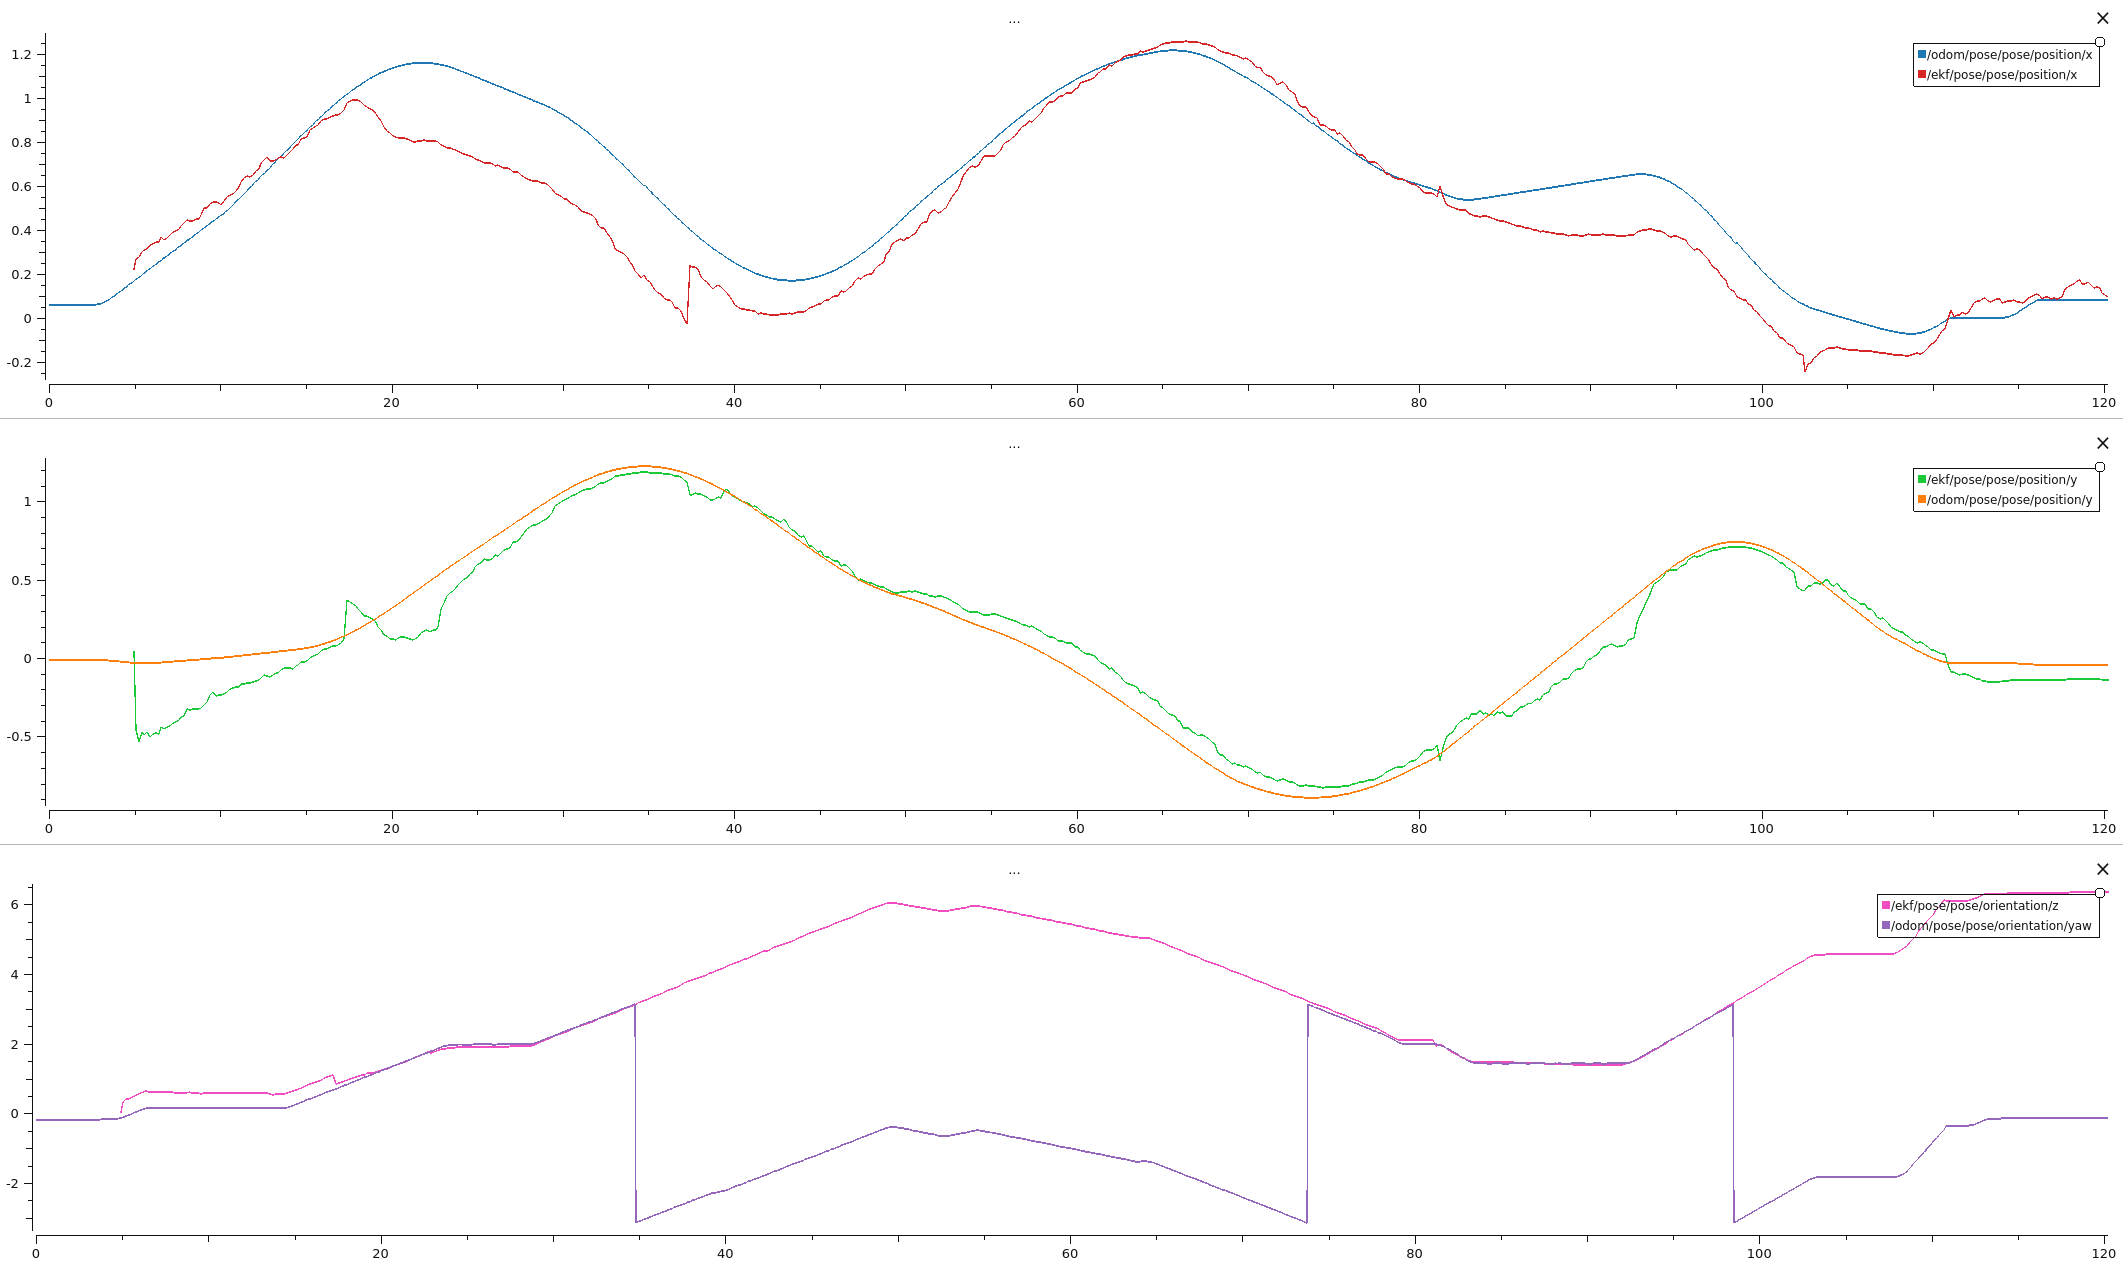 ...
×
1.2
1
0.8
0.6
0.4
0.2
0
-0.2
/odom/pose/pose/position/x
/ekf/pose/pose/position/x
0 20 40 60 80 100 120
...
×
1
0.5
0
-0.5
/ekf/pose/pose/position/y
/odom/pose/pose/position/y
0 20 40 60 80 100 120
...
×
6
4
2
0
-2
/ekf/pose/pose/orientation/z
/odom/pose/pose/orientation/yaw
0 20 40 60 80 100 120